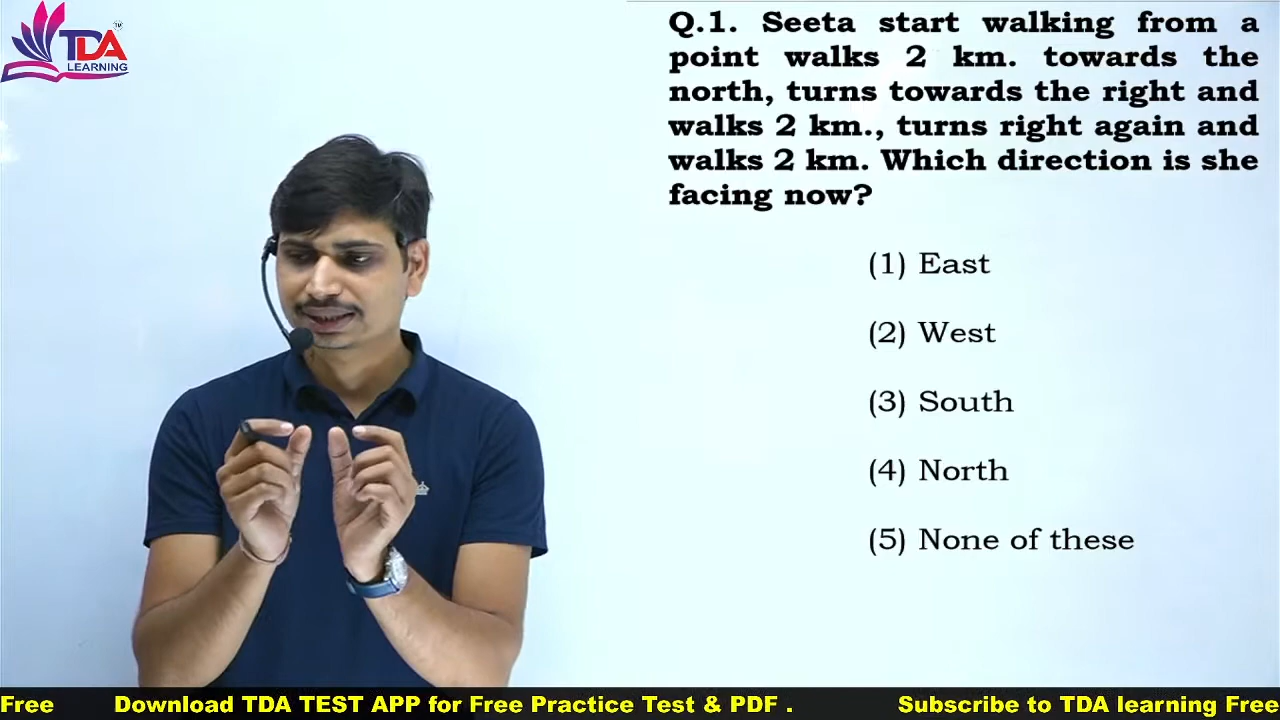 TDA
LEARNING
Q.1. Seeta start walking from a
point walks 2 km. towards the
north, turns towards the right and
walks 2 km., turns right again and
walks 2 km. Which direction is she
facing now?
(1) East
(2) West
(3) South
(4) North
(5) None of these
Free Download TDA TEST APP for Free Practice Test & PDF . Subscribe to TDA learning Free